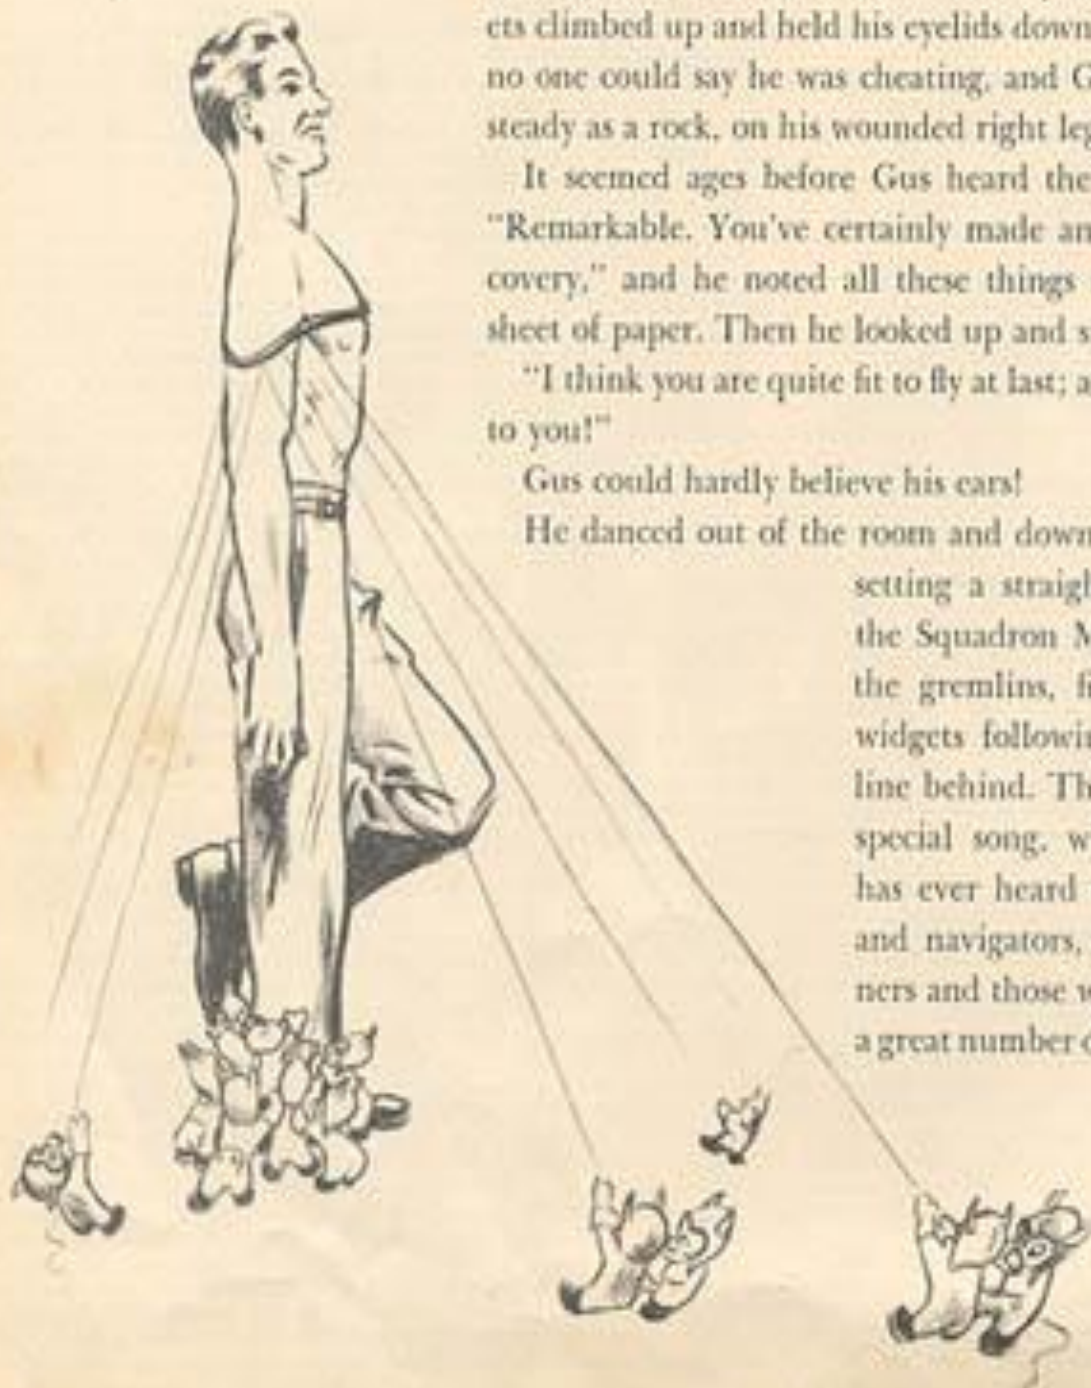 ets climbed up and held his eyelids down
no one could say he was cheating, and G
steady as a rock, on his wounded right leg
It seemed ages before Gus heard the
"Remarkable. You've certainly made an
covery," and he noted all these things
sheet of paper. Then he looked up and s
"I think you are quite fit to fly at last; a
to you!"
Gus could hardly believe his ears!
He danced out of the room and down
setting a straigh
the Squadron M
the gremlins, fi
widgets followin
line behind. Th
special song, w
has ever heard
and navigators,
ners and those w
a great number o